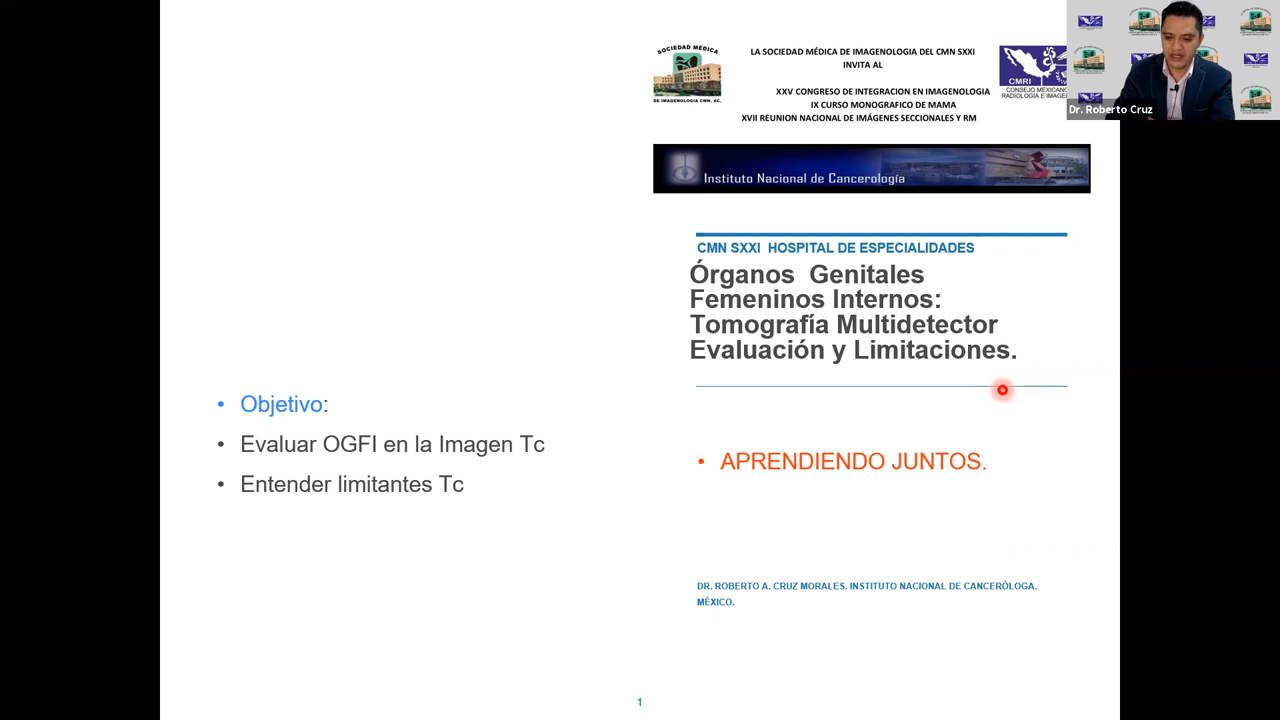 SOCIEDAD MÉDICA
DE IMAGENOLOGIA CMN. AC.
LA SOCIEDAD MÉDICA DE IMAGENOLOGIA DEL CMN SXXI
INVITA AL
XXV CONGRESO DE INTEGRACION EN IMAGENOLOGIA
IX CURSO MONOGRAFICO DE MAMA
XVII REUNION NACIONAL DE IMÁGENES SECCIONALES Y RM
CMRI
CONSEJO MEXICANO
RADIOLOGÍA E IMAGEN
Dr. Roberto Cruz
Instituto Nacional de Cancerología
CMN SXXI HOSPITAL DE ESPECIALIDADES
Órganos Genitales
Femeninos Internos:
Tomografía Multidetector
Evaluación y Limitaciones.
• Objetivo:
• Evaluar OGFI en la Imagen Tc
• Entender limitantes Tc
• APRENDIENDO JUNTOS.
DR. ROBERTO A. CRUZ MORALES. INSTITUTO NACIONAL DE CANCERÓLOGA.
MÉXICO.
1